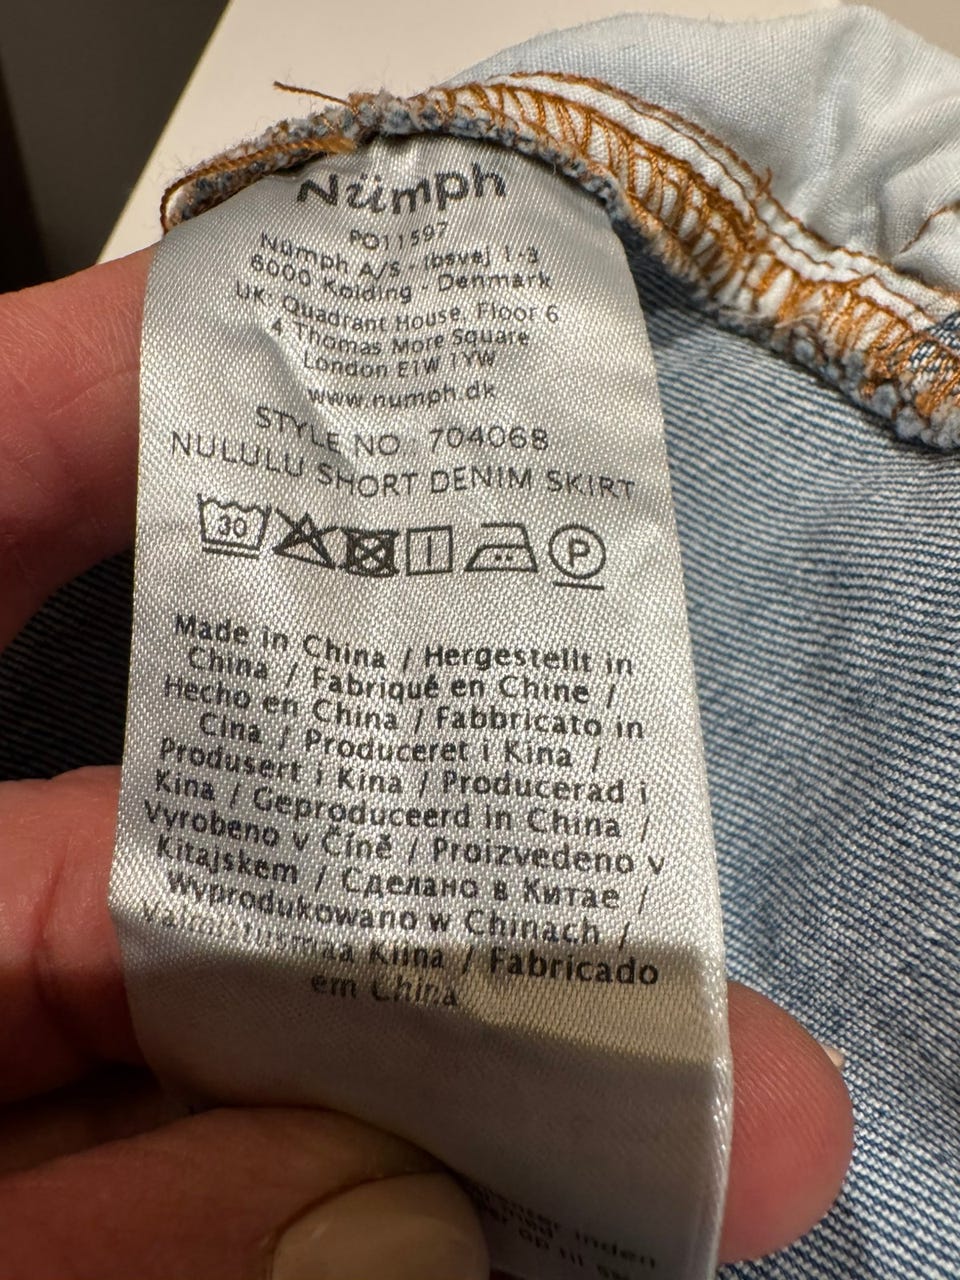 Nümph
PO11597
Nümph A/S - Ibsvej 1-3
6000 Kolding - Denmark
UK: Quadrant House, Floor 6
4 Thomas More Square
London E1W 1YW
www.numph.dk
STYLE NO 704068
NULULU SHORT DENIM SKIRT
30 P
Made in China / Hergestellt in
China / Fabriqué en Chine /
Hecho en China / Fabbricato in
Cina / Produceret i Kina /
Produsert i Kina / Producerad i
Kina / Geproduceerd in China /
Vyrobeno v Číně / Proizvedeno v
Kitajskem / Сделано в Китае /
Wyprodukowano w Chinach /
Kiina / Fabricado
em China
indert
op til